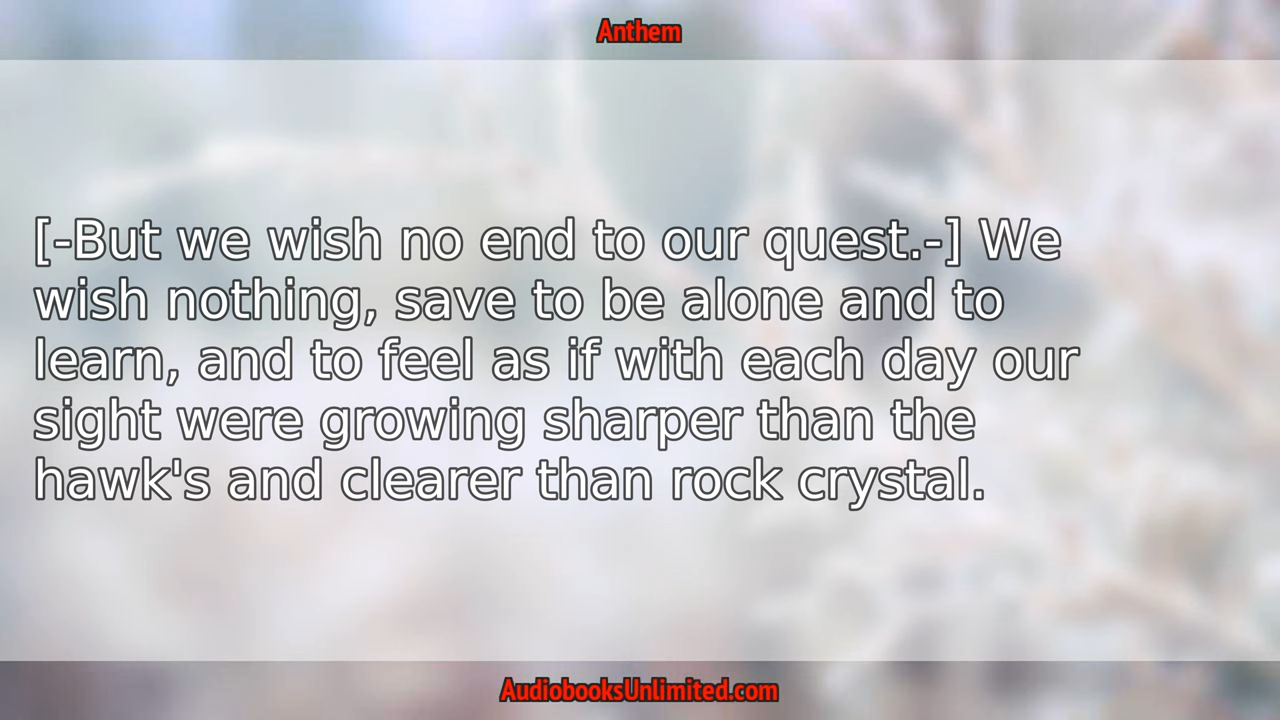 Anthem
[-But we wish no end to our quest.-] We
wish nothing, save to be alone and to
learn, and to feel as if with each day our
sight were growing sharper than the
hawk's and clearer than rock crystal.
AudiobooksUnlimited.com